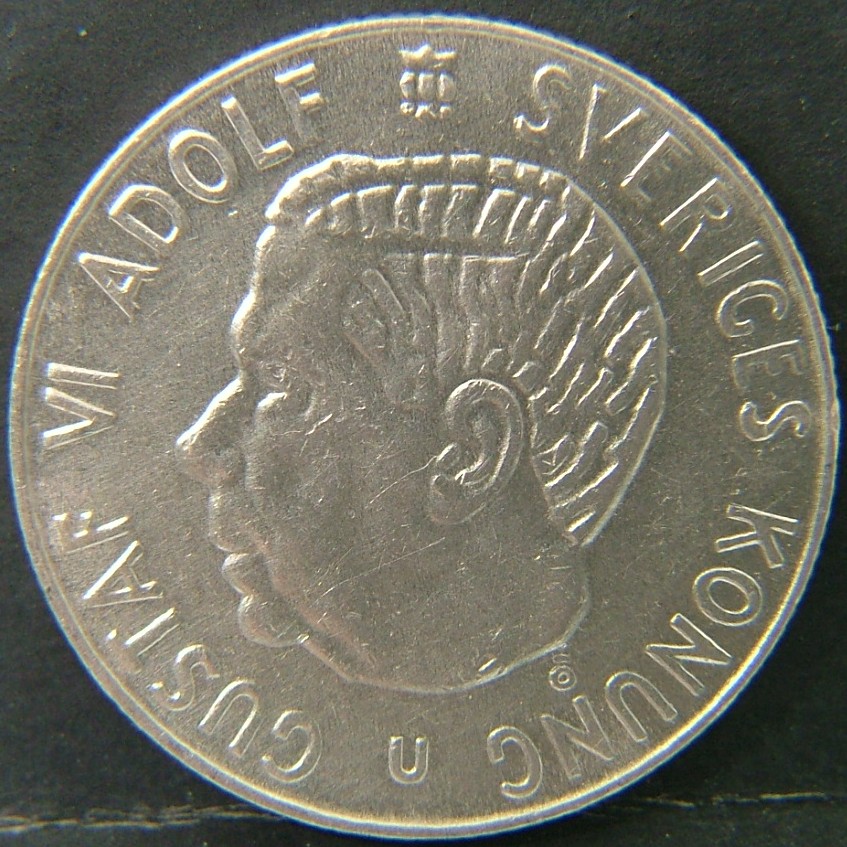 GUSTAF VI ADOLF
SVERIGES KONUNG
U